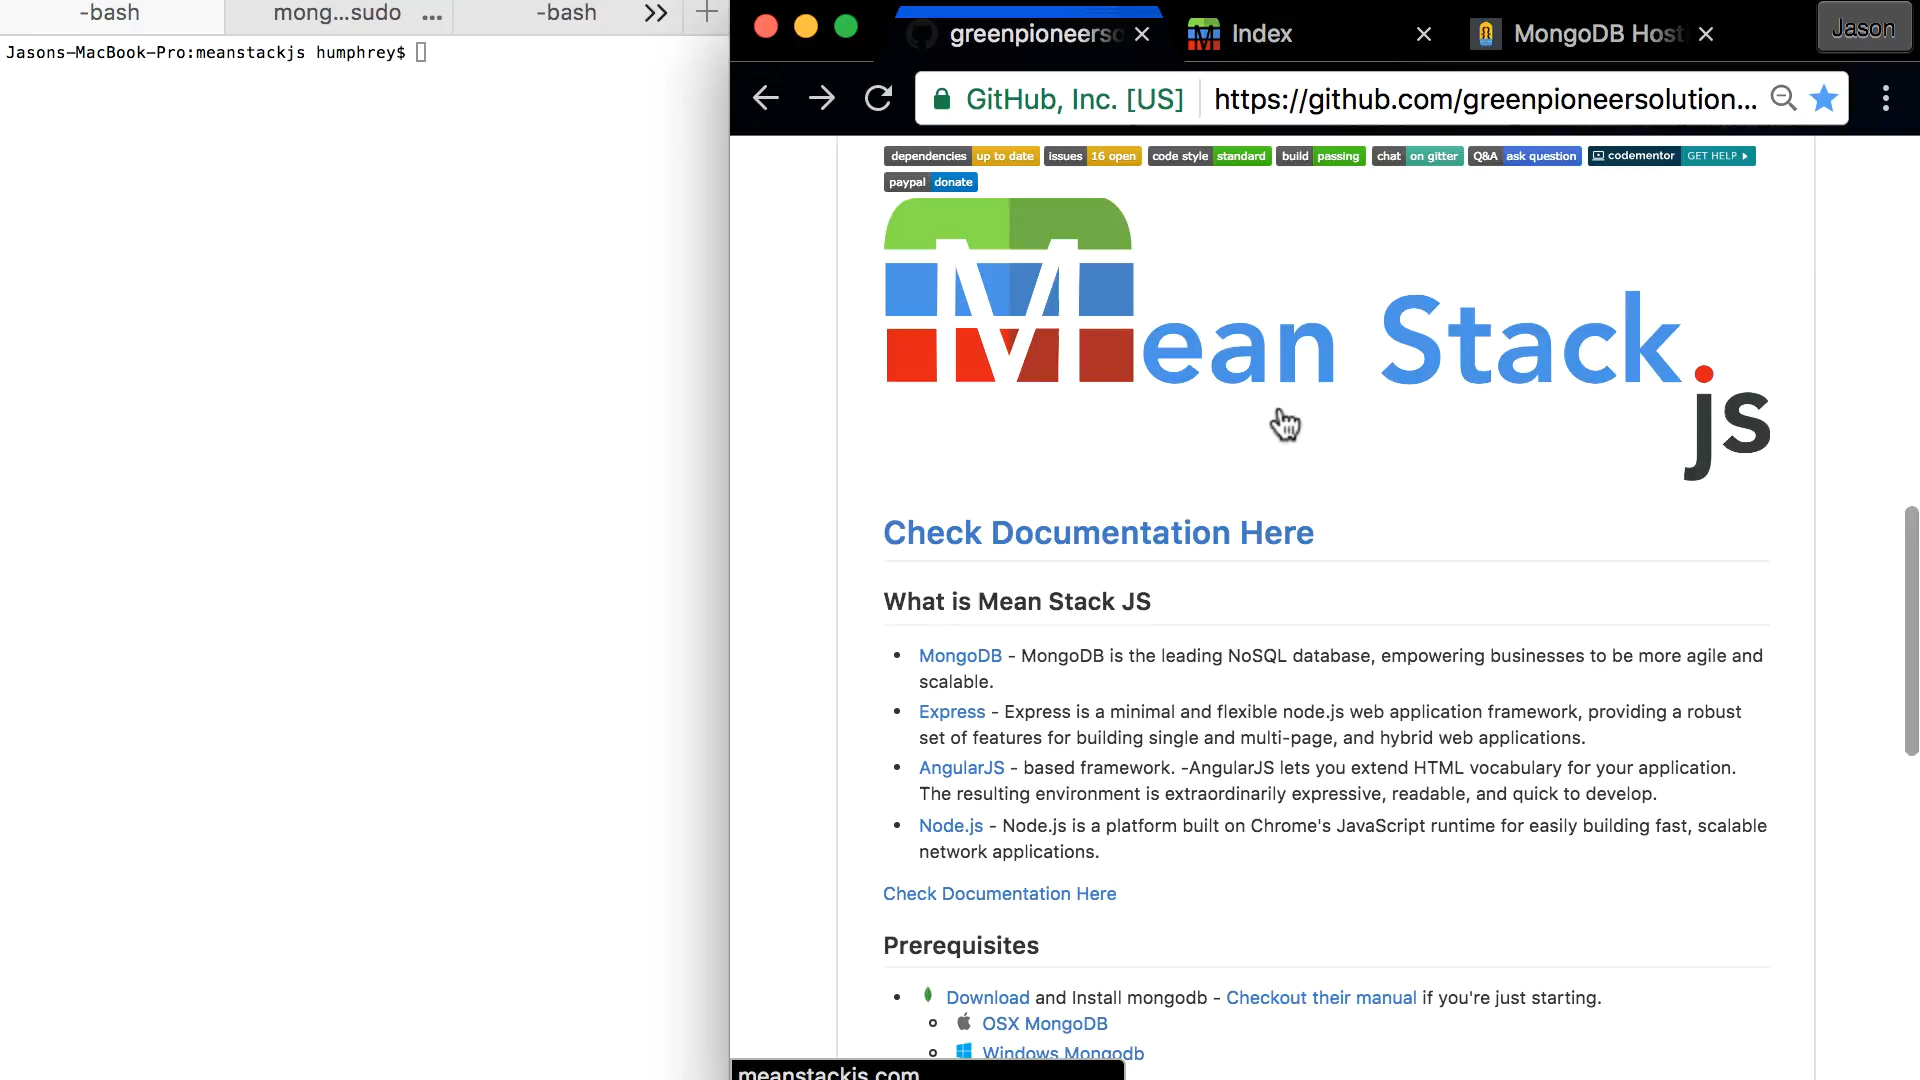 -bash
mong...sudo ...
-bash
Jasons-MacBook-Pro:meanstackjs humphrey$
greenpioneerso
Index
MongoDB Host
Jason
GitHub, Inc. [US]
https://github.com/greenpioneersolution...
dependencies up to date issues 16 open code style standard build passing chat on gitter Q&A ask question codementor GET HELP
paypal donate
Mean Stack.js
Check Documentation Here
What is Mean Stack JS
• MongoDB - MongoDB is the leading NoSQL database, empowering businesses to be more agile and
scalable.
• Express - Express is a minimal and flexible node.js web application framework, providing a robust
set of features for building single and multi-page, and hybrid web applications.
• AngularJS - based framework. -AngularJS lets you extend HTML vocabulary for your application.
The resulting environment is extraordinarily expressive, readable, and quick to develop.
• Node.js - Node.js is a platform built on Chrome's JavaScript runtime for easily building fast, scalable
network applications.
Check Documentation Here
Prerequisites
• Download and Install mongodb - Checkout their manual if you're just starting.
OSX MongoDB
Windows Mongodb
meanstackjs.com